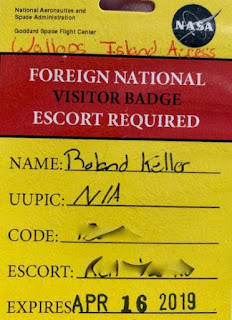 National Aeronautics and
Space Administration
Goddard Space Flight Center
NASA
Wallops Island Access
FOREIGN NATIONAL
VISITOR BADGE
ESCORT REQUIRED
NAME: Roland Keller
UUPIC: N/A
CODE:
ESCORT:
EXPIRES APR 16 2019